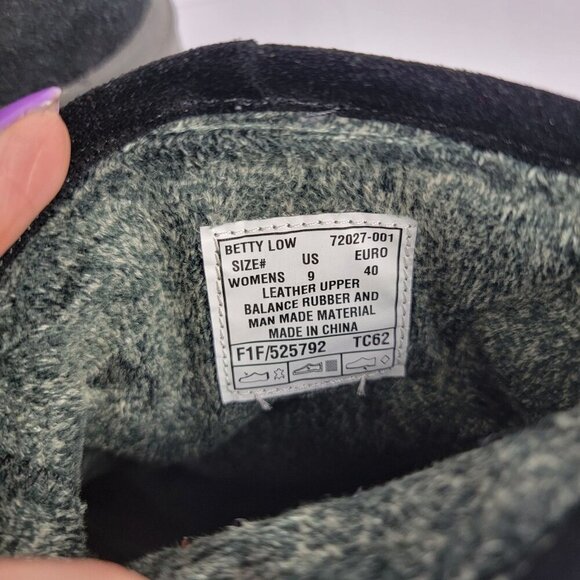 BETTY LOW 72027-001
SIZE# US EURO
WOMENS 9 40
LEATHER UPPER
BALANCE RUBBER AND
MAN MADE MATERIAL
MADE IN CHINA
F1F/525792 TC62